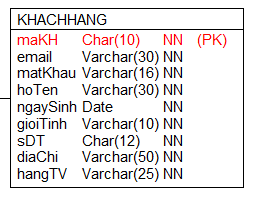 KHACHHANG
maKH Char(10) NN (PK)
email Varchar(30) NN
matKhau Varchar(16) NN
hoTen Varchar(30) NN
ngaySinh Date NN
gioiTinh Varchar(10) NN
sDT Char(12) NN
diaChi Varchar(50) NN
hangTV Varchar(25) NN